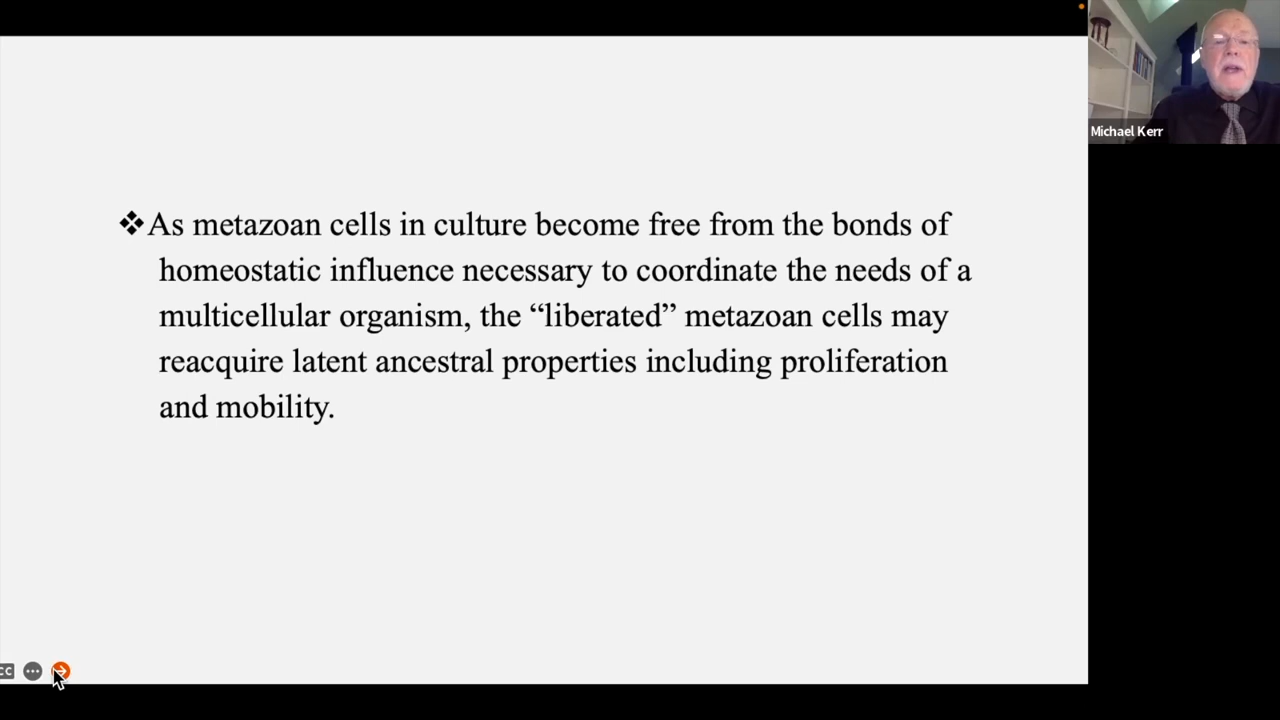 Michael Kerr
❖As metazoan cells in culture become free from the bonds of
homeostatic influence necessary to coordinate the needs of a
multicellular organism, the “liberated” metazoan cells may
reacquire latent ancestral properties including proliferation
and mobility.
CC